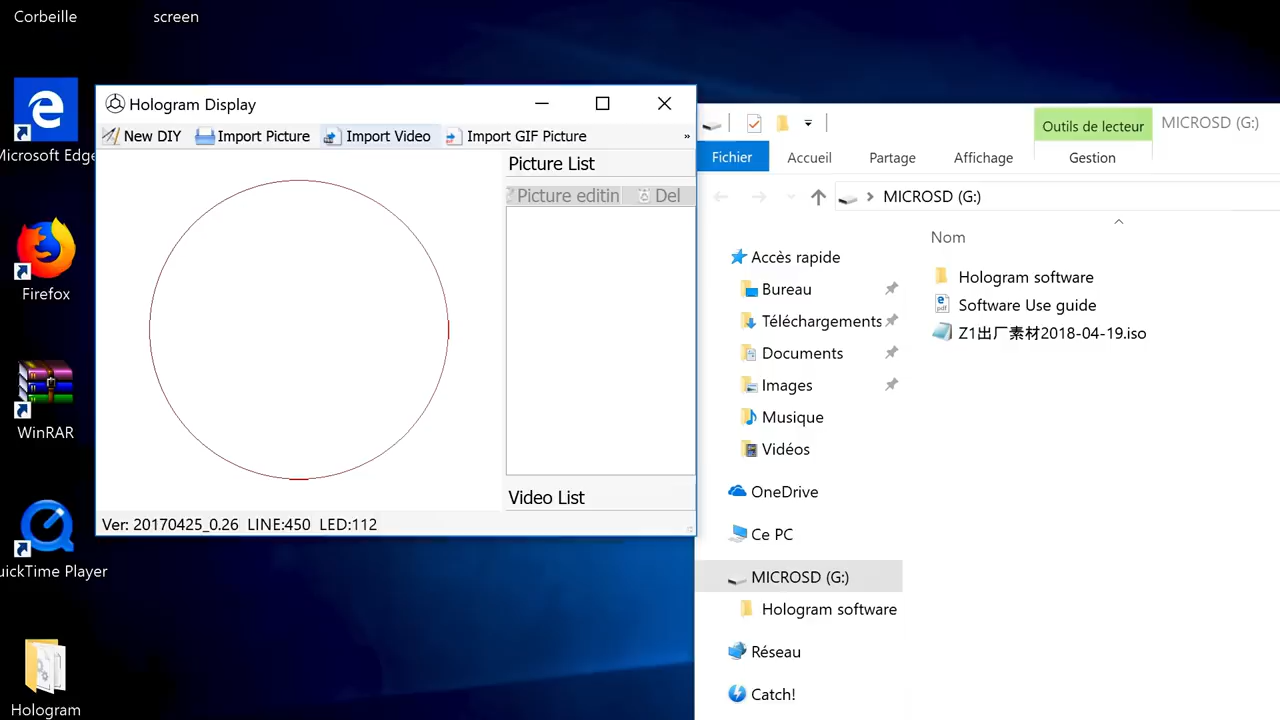 Corbeille
screen
Microsoft Edge
Firefox
WinRAR
uickTime Player
Hologram
Hologram Display
New DIY Import Picture Import Video Import GIF Picture »
Picture List
Picture editin Del
Video List
Ver: 20170425_0.26 LINE:450 LED:112
Outils de lecteur MICROSD (G:)
Fichier Accueil Partage Affichage Gestion
MICROSD (G:)
Nom
Accès rapide
Bureau
Téléchargements
Documents
Images
Musique
Vidéos
OneDrive
Ce PC
MICROSD (G:)
Hologram software
Réseau
Catch!
Hologram software
Software Use guide
Z1出厂素材2018-04-19.iso